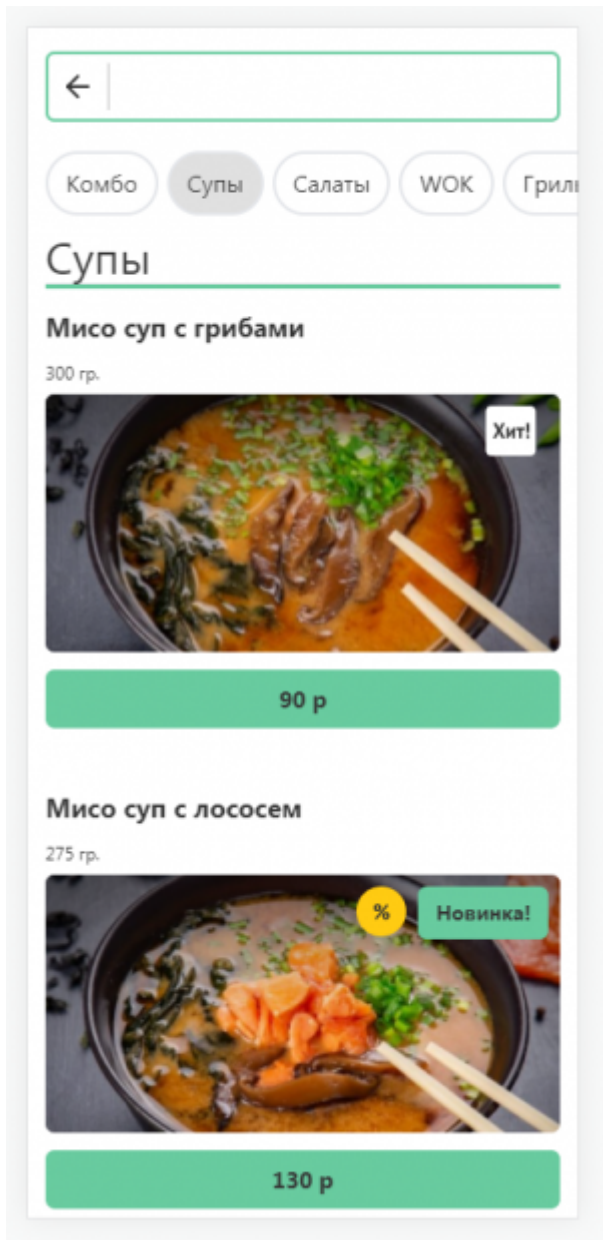 Комбо Супы Салаты WOK Грилі
Супы
Мисо суп с грибами
300 гр.
Хит!
90 р
Мисо суп с лососем
275 гр.
% Новинка!
130 р